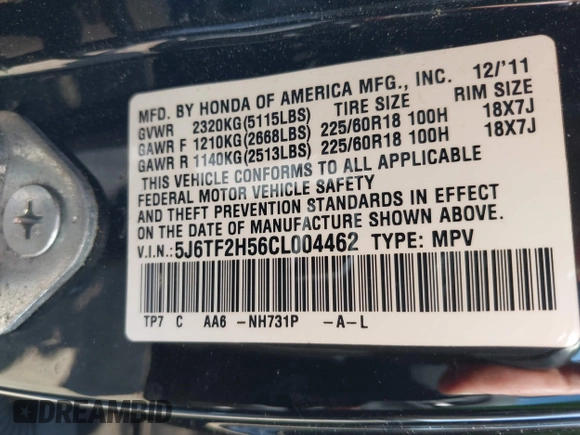 MFD. BY HONDA OF AMERICA MFG., INC. 12/'11
GVWR 2320KG(5115LBS) TIRE SIZE RIM SIZE
GAWR F 1210KG(2668LBS) 225/60R18 100H 18X7J
GAWR R 1140KG(2513LBS) 225/60R18 100H 18X7J
THIS VEHICLE CONFORMS TO ALL APPLICABLE
FEDERAL MOTOR VEHICLE SAFETY
AND THEFT PREVENTION STANDARDS IN EFFECT
ON THE DATE OF MANUFACTURE SHOWN ABOVE.
V.I.N.:5J6TF2H56CL004462 TYPE: MPV
TP7 C AA6 -NH731P -A-L
DREAMBID